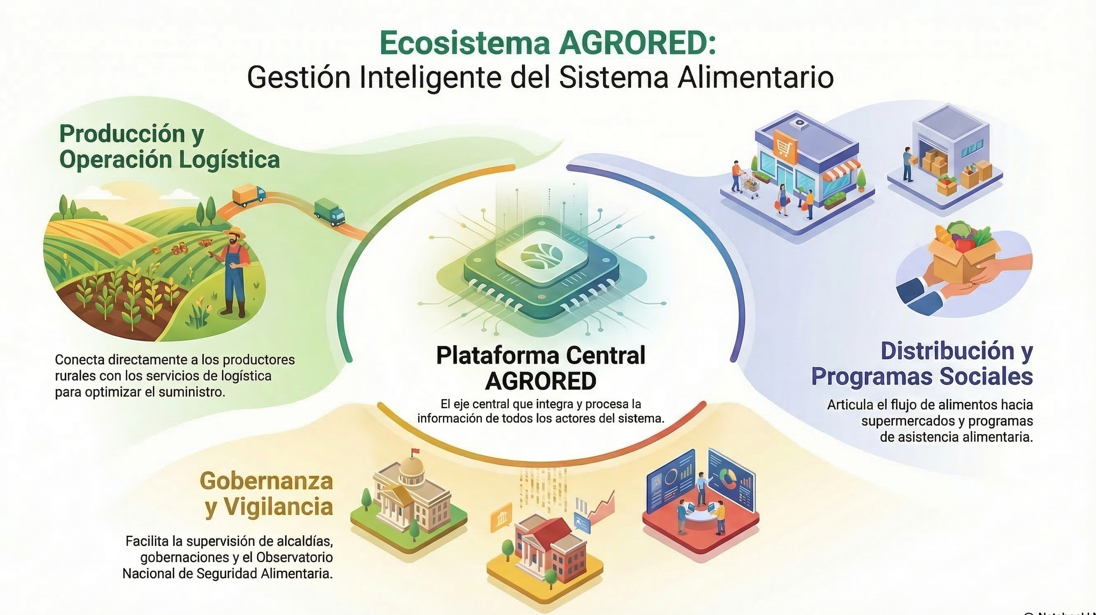 Ecosistema AGRORED:
Gestión Inteligente del Sistema Alimentario
Producción y
Operación Logística
Conecta directamente a los productores
rurales con los servicios de logística
para optimizar el suministro.
Plataforma Central
AGRORED
El eje central que integra y procesa la
información de todos los actores del sistema.
Distribución y
Programas Sociales
Articula el flujo de alimentos hacia
supermercados y programas
de asistencia alimentaria.
Gobernanza
y Vigilancia
Facilita la supervisión de alcaldías,
gobernaciones y el Observatorio
Nacional de Seguridad Alimentaria.